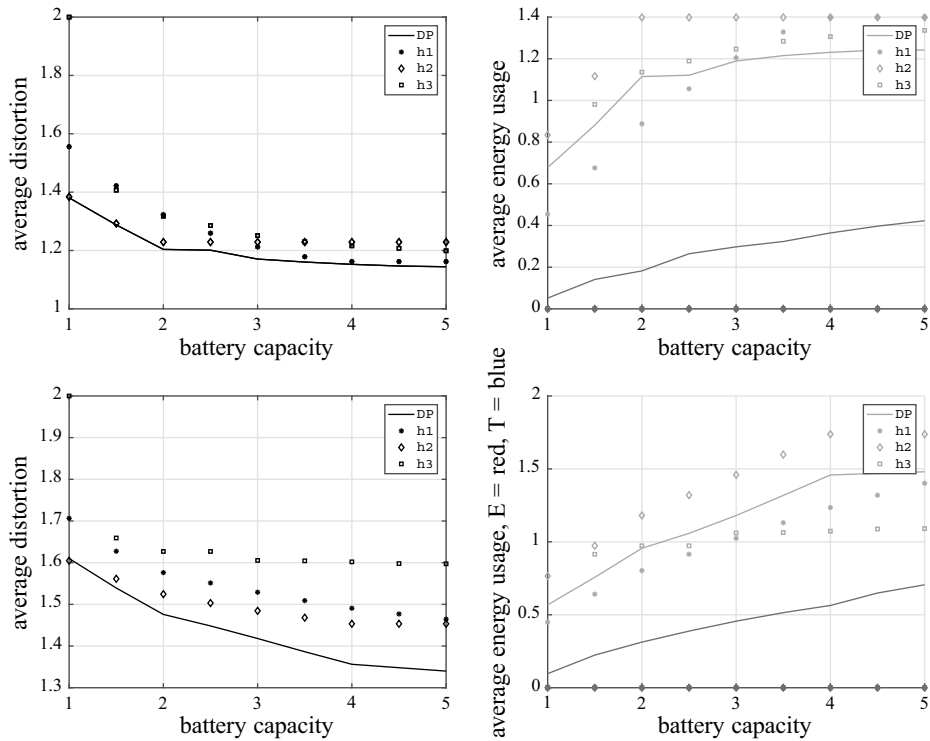 2
1.8
1.6
1.4
1.2
1
1 2 3 4 5
average distortion
battery capacity
DP
h1
h2
h3
1.4
1.2
1
0.8
0.6
0.4
0.2
0
1 2 3 4 5
average energy usage
battery capacity
DP
h1
h2
h3
2
1.9
1.8
1.7
1.6
1.5
1.4
1.3
1 2 3 4 5
average distortion
battery capacity
DP
h1
h2
h3
2
1.5
1
0.5
0
1 2 3 4 5
average energy usage, E = red, T = blue
battery capacity
DP
h1
h2
h3